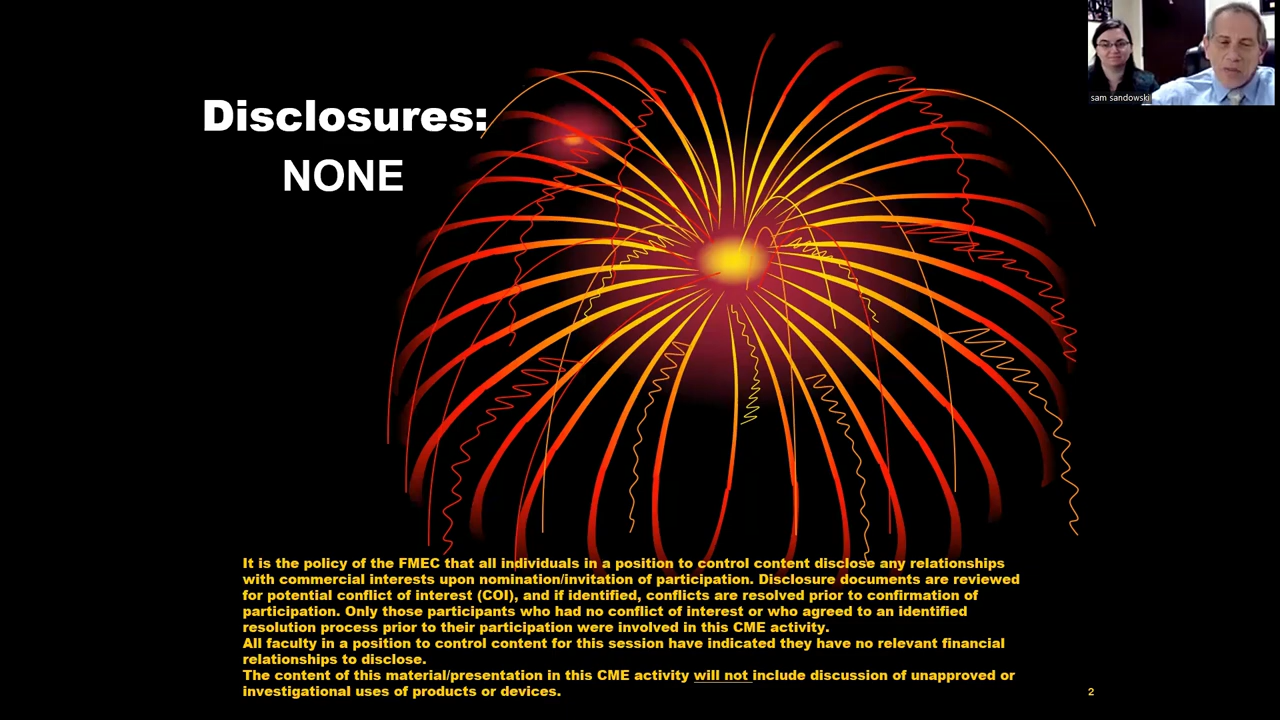 sam sandowski
Disclosures:
NONE
It is the policy of the FMEC that all individuals in a position to control content disclose any relationships
with commercial interests upon nomination/invitation of participation. Disclosure documents are reviewed
for potential conflict of interest (COI), and if identified, conflicts are resolved prior to confirmation of
participation. Only those participants who had no conflict of interest or who agreed to an identified
resolution process prior to their participation were involved in this CME activity.
All faculty in a position to control content for this session have indicated they have no relevant financial
relationships to disclose.
The content of this material/presentation in this CME activity will not include discussion of unapproved or
investigational uses of products or devices.
2